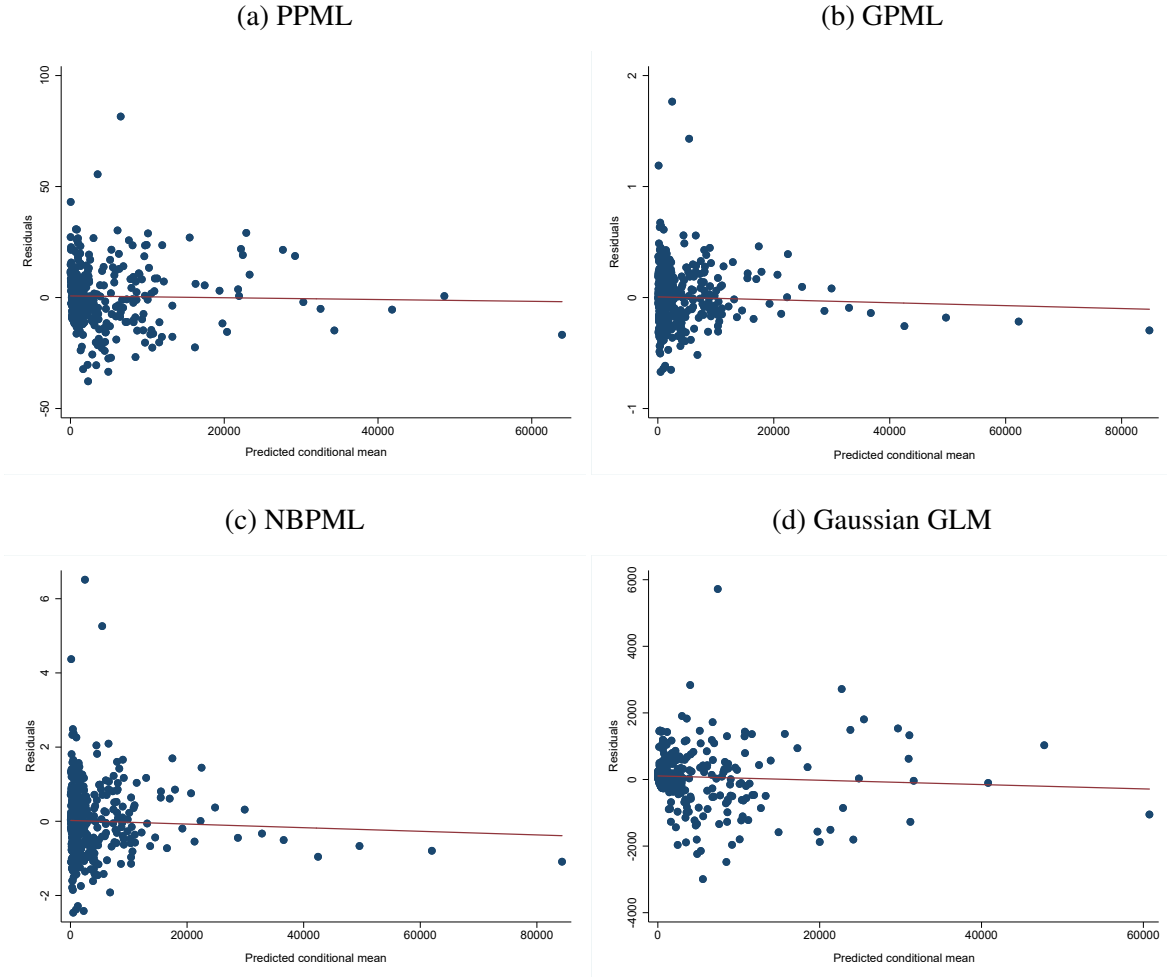 (a) PPML
(b) GPML
100
50
0
-50
Residuals
0 20000 40000 60000
Predicted conditional mean
2
1
0
-1
Residuals
0 20000 40000 60000 80000
Predicted conditional mean
(c) NBPML
(d) Gaussian GLM
6
4
2
0
-2
Residuals
0 20000 40000 60000 80000
Predicted conditional mean
6000
4000
2000
0
-2000
-4000
Residuals
0 20000 40000 60000
Predicted conditional mean